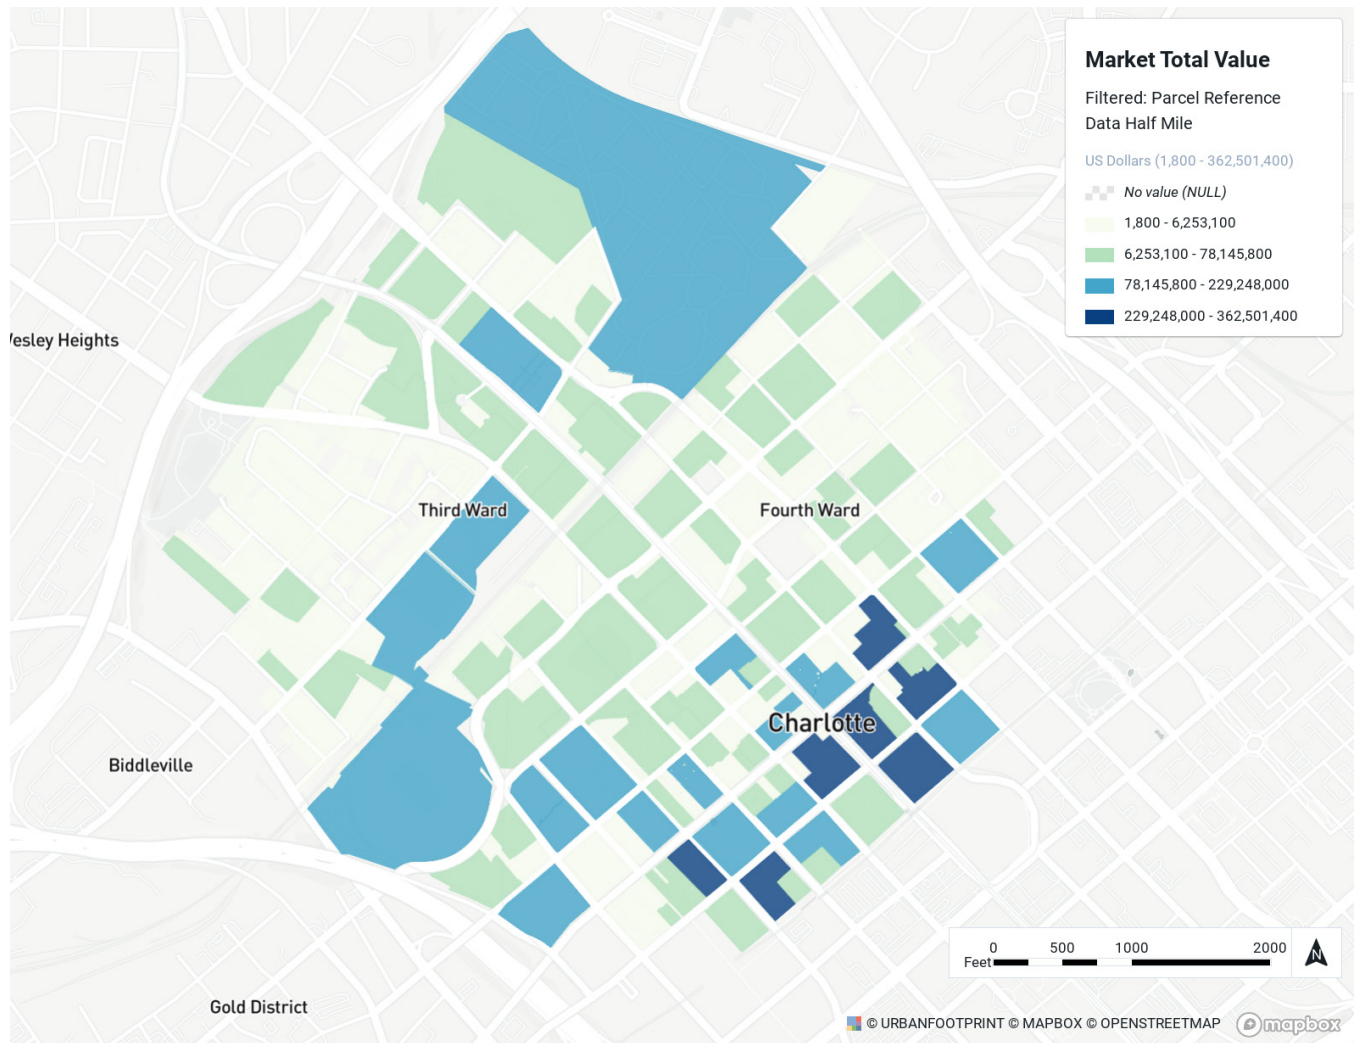 Market Total Value
Filtered: Parcel Reference
Data Half Mile
US Dollars (1,800 - 362,501,400)
No value (NULL)
1,800 - 6,253,100
6,253,100 - 78,145,800
78,145,800 - 229,248,000
229,248,000 - 362,501,400
esley Heights
Third Ward
Fourth Ward
Charlotte
Biddleville
Gold District
0 500 1000 2000
Feet
N
© URBANFOOTPRINT © MAPBOX © OPENSTREETMAP
mapbox